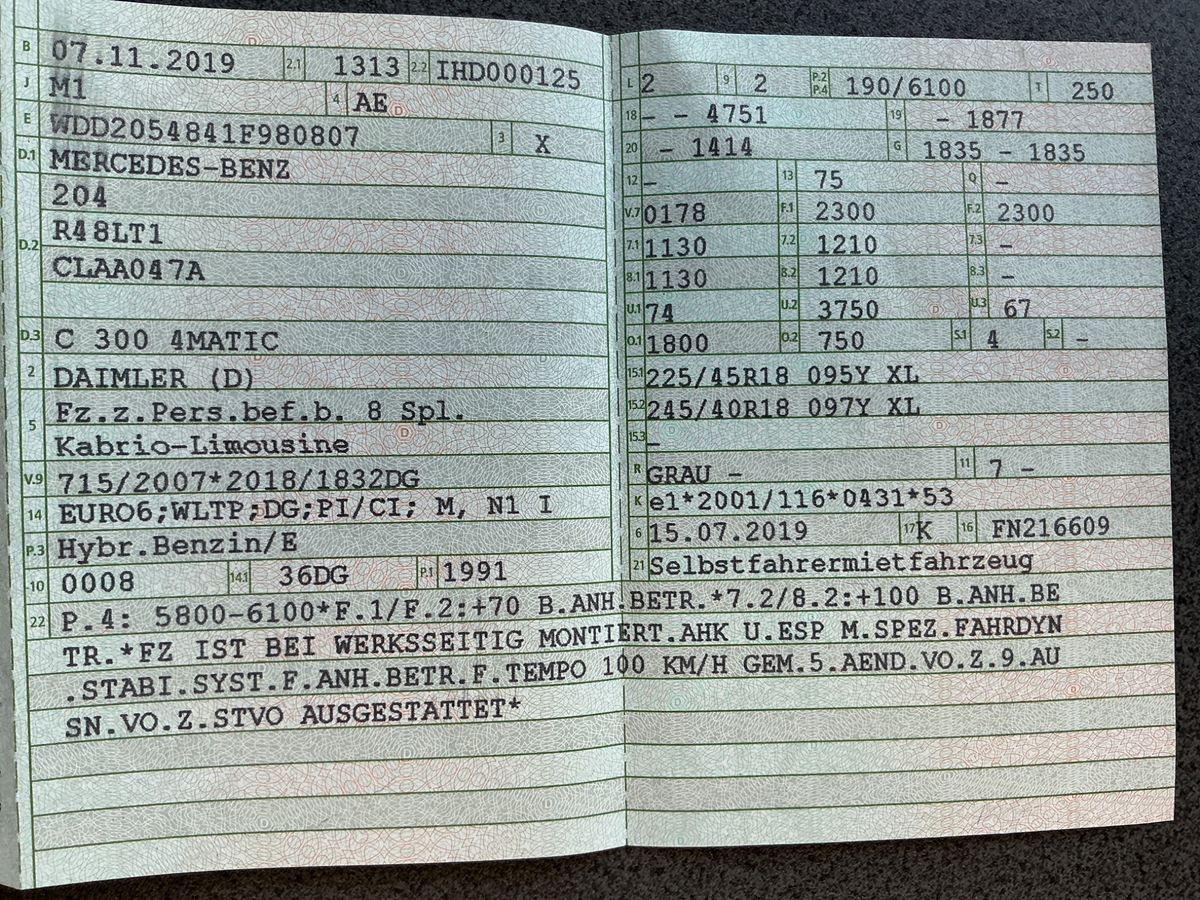 B 07.11.2019 2.1 1313 2.2 IHD000125
J M1 4 AE
E WDD2054841F980807 3 X
D.1 MERCEDES-BENZ
204
D.2 R48LT1
CLAA047A
D.3 C 300 4MATIC
2 DAIMLER (D)
5 Fz.z.Pers.bef.b. 8 Spl.
Kabrio-Limousine
V.9 715/2007*2018/1832DG
14 EURO6;WLTP;DG;PI/CI; M, N1 I
P.3 Hybr.Benzin/E
10 0008 14.1 36DG P.1 1991
L 2 9 2 P.2 P.4 190/6100 T 250
18 - - 4751 19 - 1877
20 - 1414 G 1835 - 1835
12 - 13 75 Q -
V.7 0178 F.1 2300 F.2 2300
7.1 1130 7.2 1210 7.3 -
8.1 1130 8.2 1210 8.3 -
U.1 74 U.2 3750 U.3 67
O.1 1800 O.2 750 S.1 4 S.2 -
15.1 225/45R18 095Y XL
15.2 245/40R18 097Y XL
15.3 -
R GRAU - 11 7 -
K e1*2001/116*0431*53
6 15.07.2019 17 K 16 FN216609
21 Selbstfahrermietfahrzeug
22 P.4: 5800-6100*F.1/F.2:+70 B.ANH.BETR.*7.2/8.2:+100 B.ANH.BE
TR.*FZ IST BEI WERKSSEITIG MONTIERT.AHK U.ESP M.SPEZ.FAHRDYN
.STABI.SYST.F.ANH.BETR.F.TEMPO 100 KM/H GEM.5.AEND.VO.Z.9.AU
SN.VO.Z.STVO AUSGESTATTET*